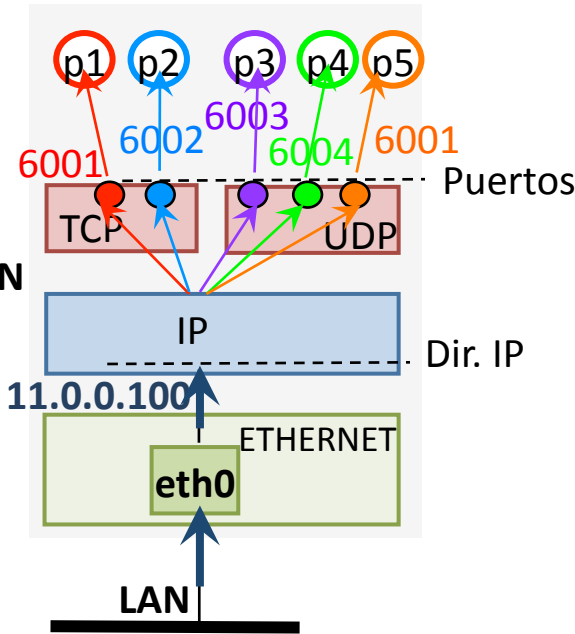 p1 p2 p3 p4 p5
6001 6002 6003 6004 6001
Puertos
TCP UDP
N
IP
Dir. IP
11.0.0.100
ETHERNET
eth0
LAN